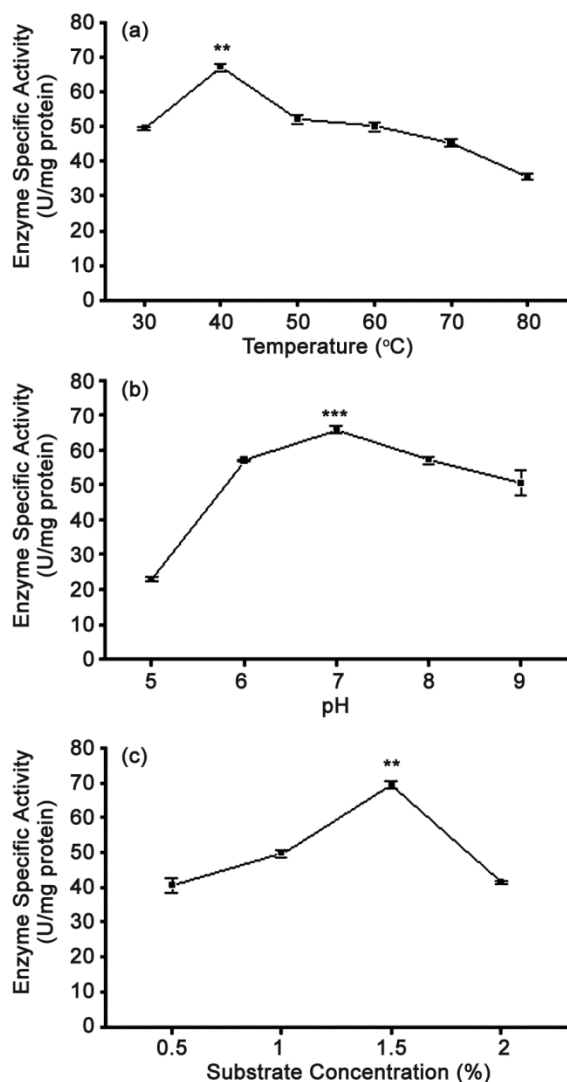 (a)
**
Enzyme Specific Activity
(U/mg protein)
80
70
60
50
40
30
20
10
0
30 40 50 60 70 80
Temperature (°C)
(b)
***
Enzyme Specific Activity
(U/mg protein)
80
70
60
50
40
30
20
10
0
5 6 7 8 9
pH
(c)
**
Enzyme Specific Activity
(U/mg protein)
80
70
60
50
40
30
20
10
0
0.5 1 1.5 2
Substrate Concentration (%)